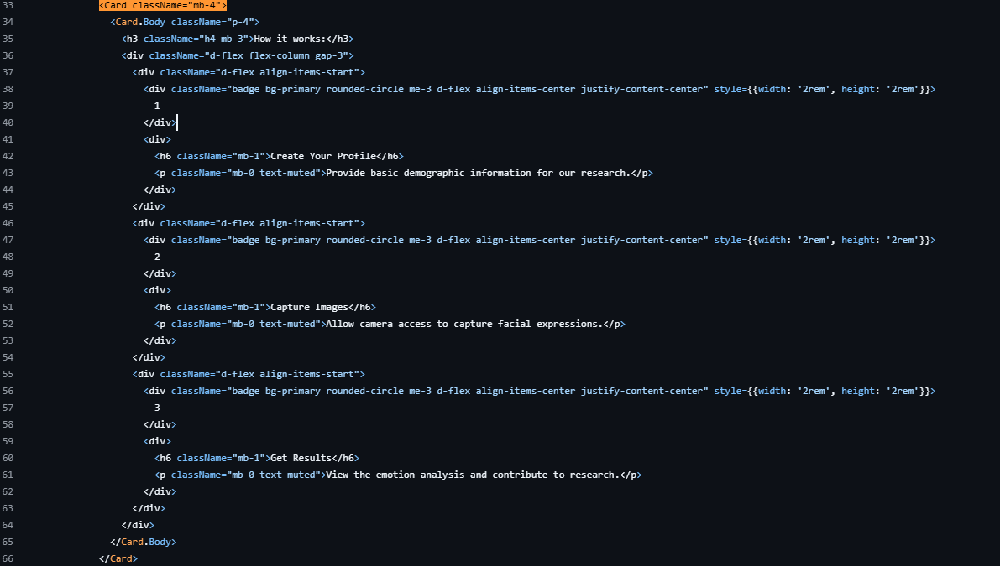 33 <Card className="mb-4">
34 <Card.Body className="p-4">
35 <h3 className="h4 mb-3">How it works:</h3>
36 <div className="d-flex flex-column gap-3">
37 <div className="d-flex align-items-start">
38 <div className="badge bg-primary rounded-circle me-3 d-flex align-items-center justify-content-center" style={{width: '2rem', height: '2rem'}}>
39 1
40 </div>
41 <div>
42 <h6 className="mb-1">Create Your Profile</h6>
43 <p className="mb-0 text-muted">Provide basic demographic information for our research.</p>
44 </div>
45 </div>
46 <div className="d-flex align-items-start">
47 <div className="badge bg-primary rounded-circle me-3 d-flex align-items-center justify-content-center" style={{width: '2rem', height: '2rem'}}>
48 2
49 </div>
50 <div>
51 <h6 className="mb-1">Capture Images</h6>
52 <p className="mb-0 text-muted">Allow camera access to capture facial expressions.</p>
53 </div>
54 </div>
55 <div className="d-flex align-items-start">
56 <div className="badge bg-primary rounded-circle me-3 d-flex align-items-center justify-content-center" style={{width: '2rem', height: '2rem'}}>
57 3
58 </div>
59 <div>
60 <h6 className="mb-1">Get Results</h6>
61 <p className="mb-0 text-muted">View the emotion analysis and contribute to research.</p>
62 </div>
63 </div>
64 </div>
65 </Card.Body>
66 </Card>